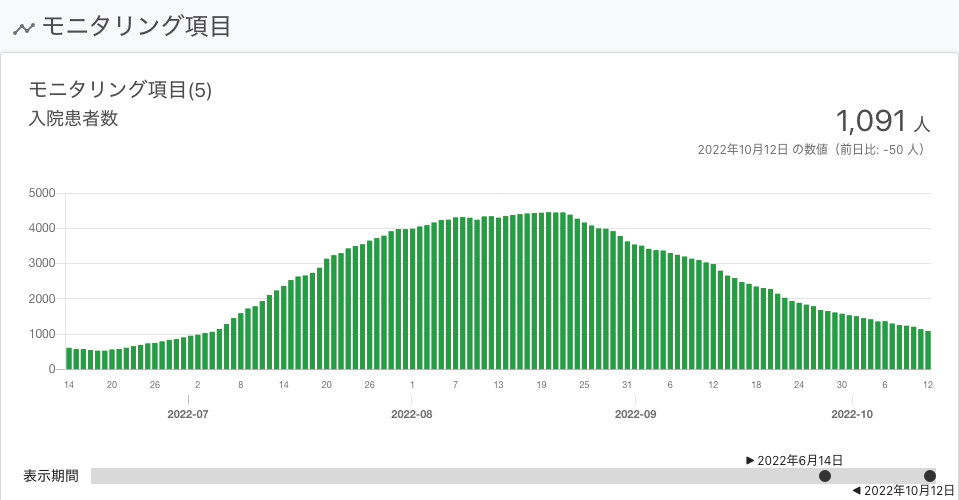 モニタリング項目
モニタリング項目(5)
入院患者数
1,091 人
2022年10月12日 の数値（前日比: -50 人）
5000
4000
3000
2000
1000
0
14 20 26 2 8 14 20 26 1 7 13 19 25 31 6 12 18 24 30 6 12
2022-07 2022-08 2022-09 2022-10
▶ 2022年6月14日
表示期間
◀ 2022年10月12日